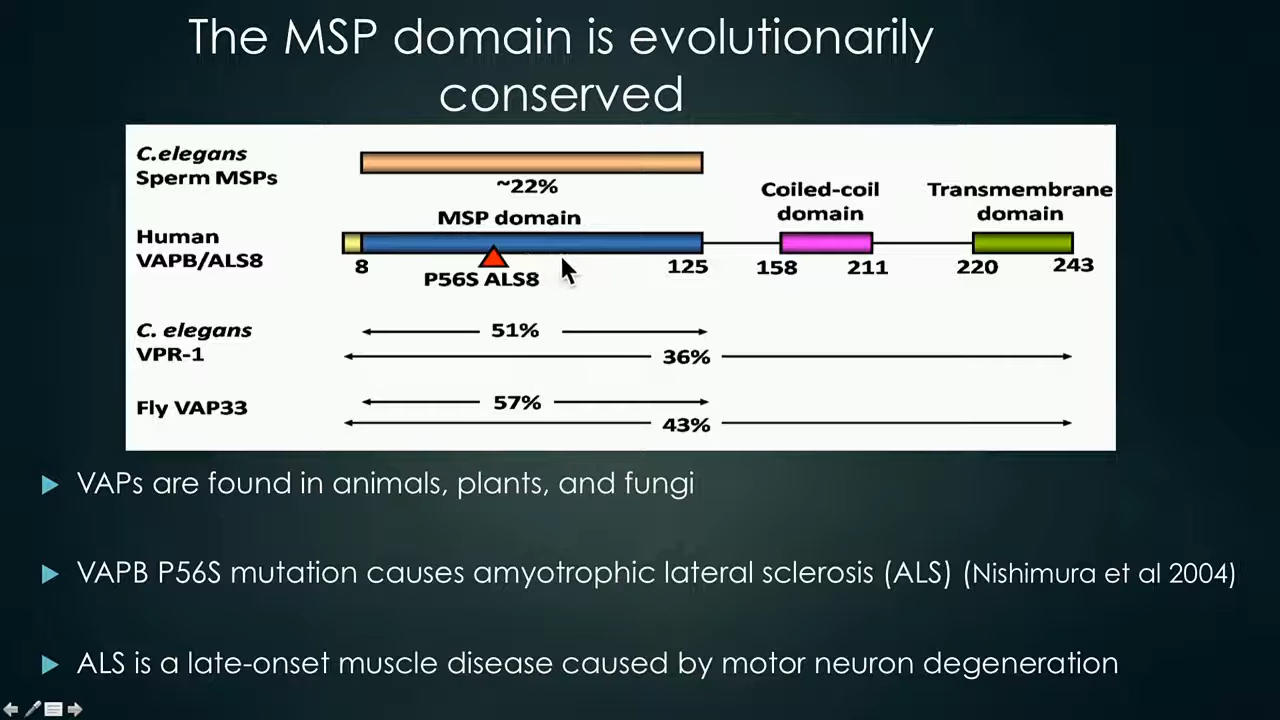 The MSP domain is evolutionarily
conserved
C.elegans
Sperm MSPs
~22%
MSP domain
Coiled-coil
domain
Transmembrane
domain
Human
VAPB/ALS8
8
125
158
211
220
243
P56S ALS8
C. elegans
VPR-1
51%
36%
Fly VAP33
57%
43%
VAPs are found in animals, plants, and fungi
VAPB P56S mutation causes amyotrophic lateral sclerosis (ALS) (Nishimura et al 2004)
ALS is a late-onset muscle disease caused by motor neuron degeneration